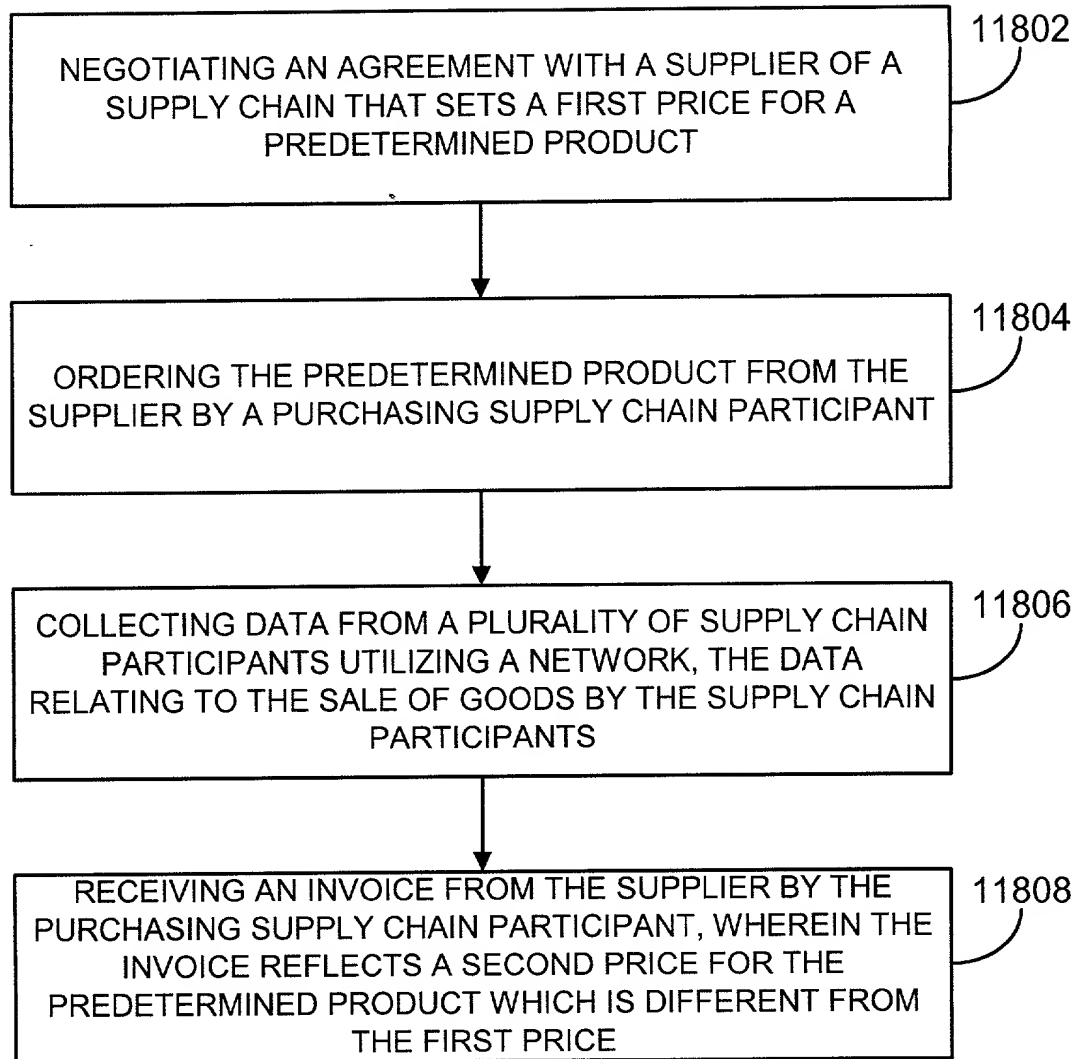 11802
NEGOTIATING AN AGREEMENT WITH A SUPPLIER OF A
SUPPLY CHAIN THAT SETS A FIRST PRICE FOR A
PREDETERMINED PRODUCT
11804
ORDERING THE PREDETERMINED PRODUCT FROM THE
SUPPLIER BY A PURCHASING SUPPLY CHAIN PARTICIPANT
11806
COLLECTING DATA FROM A PLURALITY OF SUPPLY CHAIN
PARTICIPANTS UTILIZING A NETWORK, THE DATA
RELATING TO THE SALE OF GOODS BY THE SUPPLY CHAIN
PARTICIPANTS
11808
RECEIVING AN INVOICE FROM THE SUPPLIER BY THE
PURCHASING SUPPLY CHAIN PARTICIPANT, WHEREIN THE
INVOICE REFLECTS A SECOND PRICE FOR THE
PREDETERMINED PRODUCT WHICH IS DIFFERENT FROM
THE FIRST PRICE